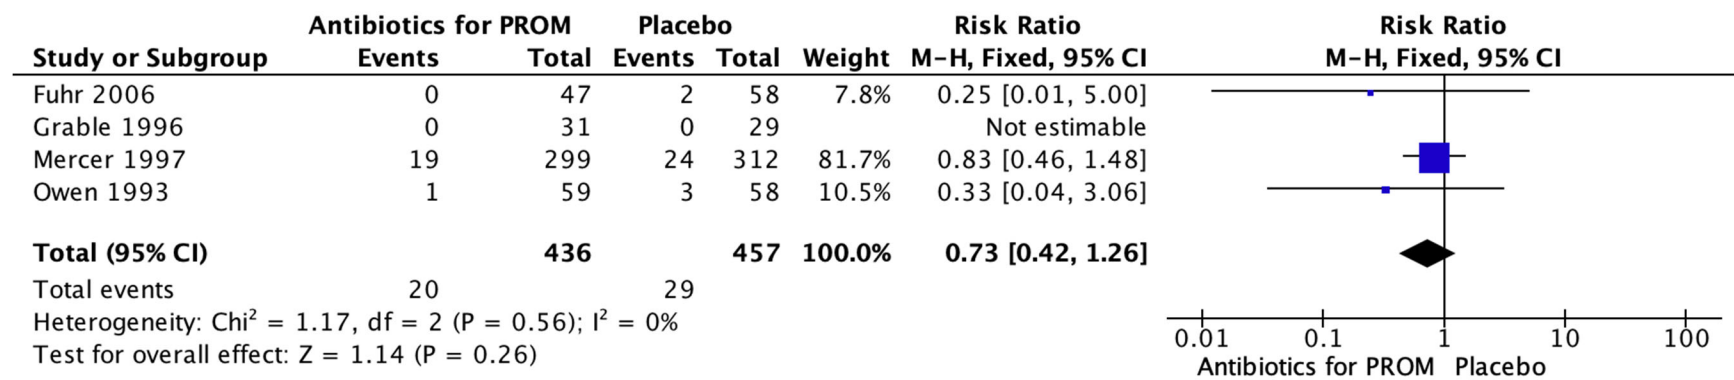 Antibiotics for PROM Placebo Risk Ratio Risk Ratio
Study or Subgroup Events Total Events Total Weight M-H, Fixed, 95% CI M-H, Fixed, 95% CI
Fuhr 2006 0 47 2 58 7.8% 0.25 [0.01, 5.00]
Grable 1996 0 31 0 29 Not estimable
Mercer 1997 19 299 24 312 81.7% 0.83 [0.46, 1.48]
Owen 1993 1 59 3 58 10.5% 0.33 [0.04, 3.06]
Total (95% CI) 436 457 100.0% 0.73 [0.42, 1.26]
Total events 20 29
Heterogeneity: Chi² = 1.17, df = 2 (P = 0.56); I² = 0%
Test for overall effect: Z = 1.14 (P = 0.26)
0.01 0.1 1 10 100
Antibiotics for PROM Placebo